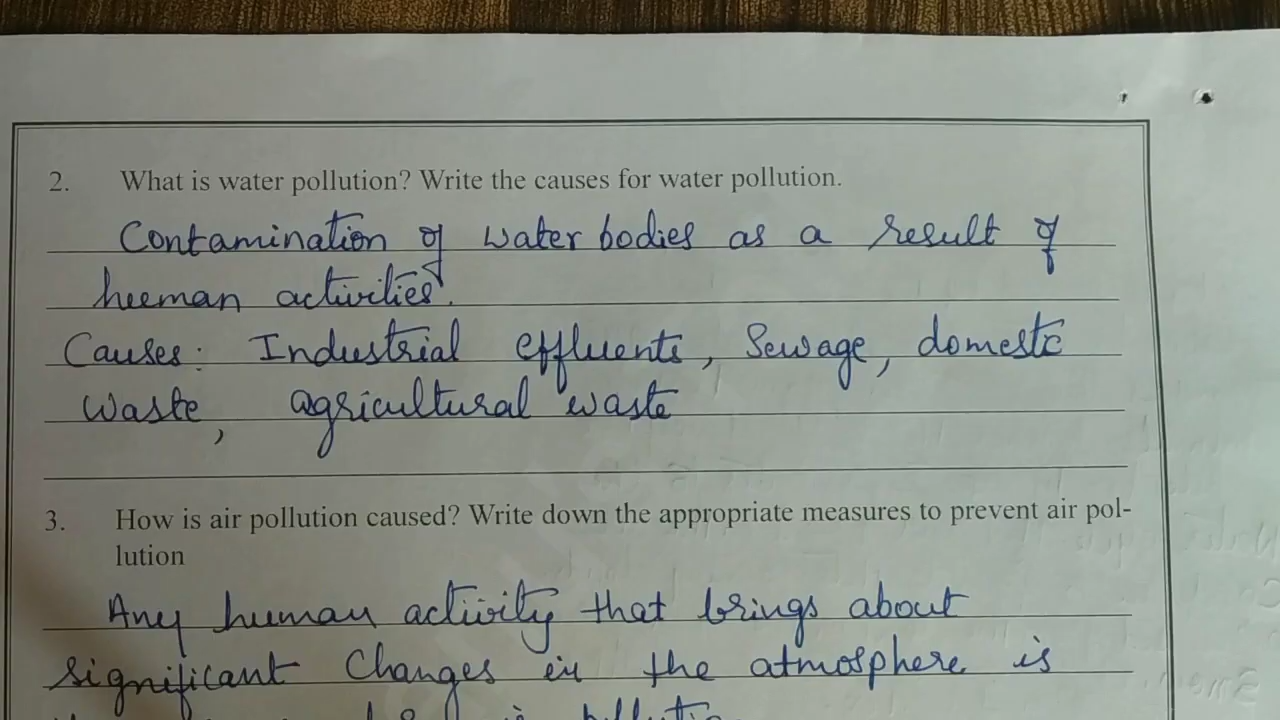 2. What is water pollution? Write the causes for water pollution.
Contamination of water bodies as a result of
human activities.
Causes: Industrial effluents, Sewage, domestic
waste, agricultural waste
3. How is air pollution caused? Write down the appropriate measures to prevent air pol-
lution
Any human activity that brings about
significant changes in the atmosphere is